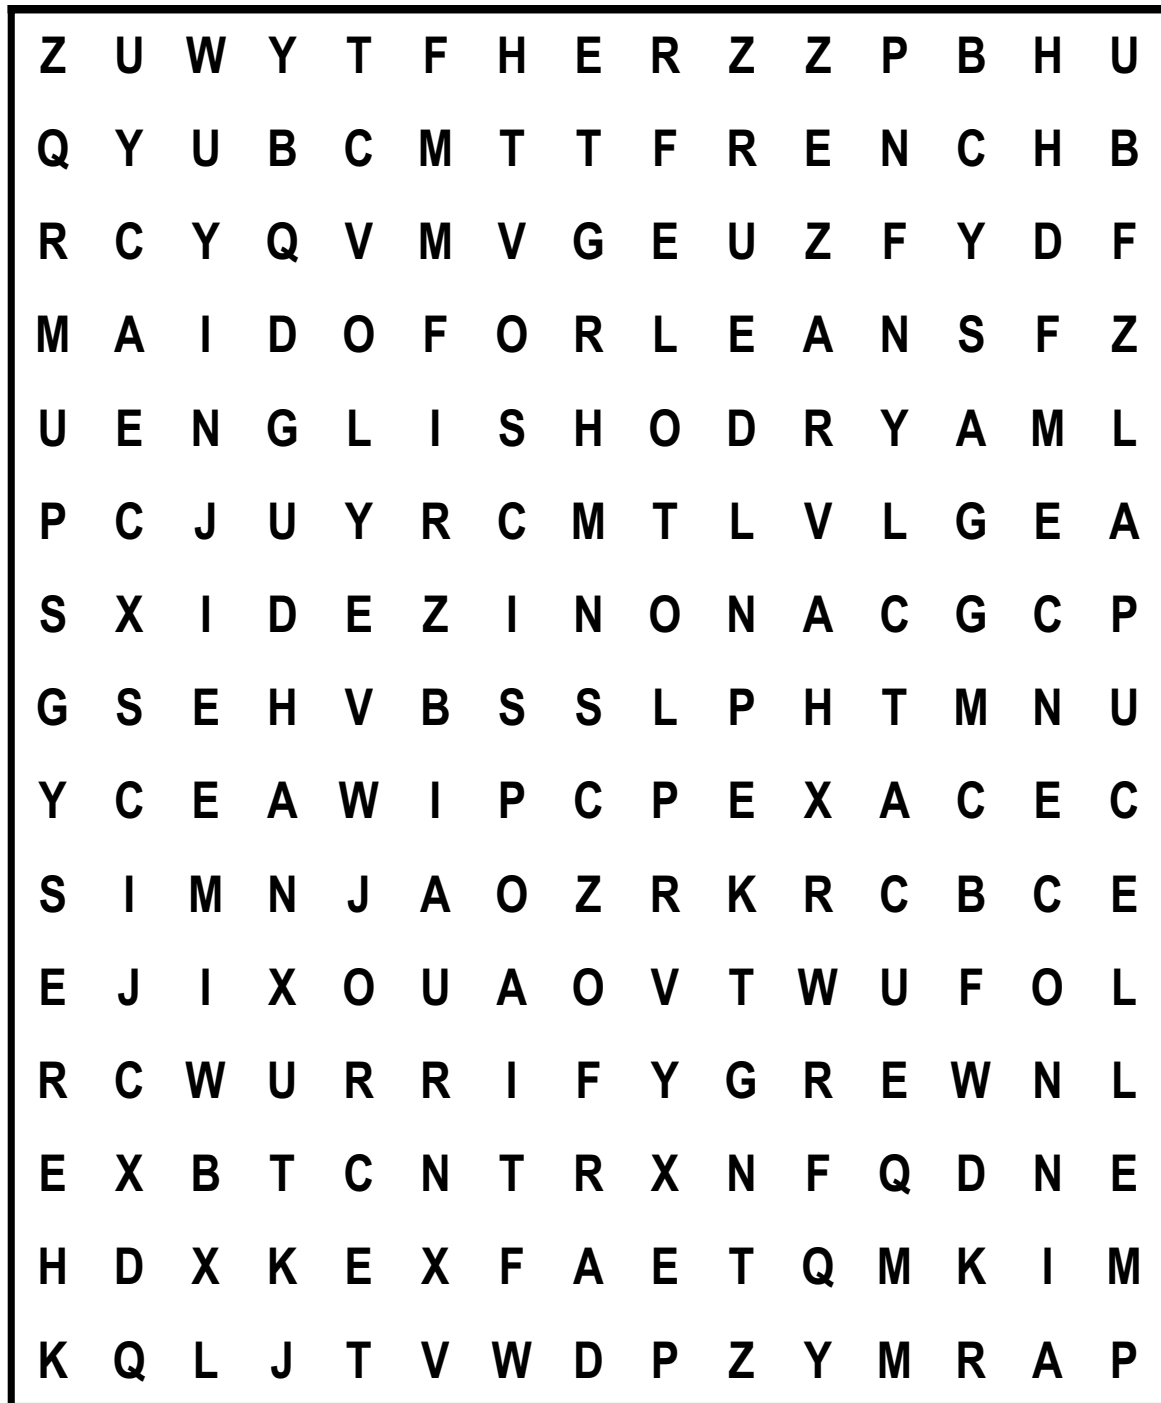 Z U W Y T F H E R Z Z P B H U
Q Y U B C M T T F R E N C H B
R C Y Q V M V G E U Z F Y D F
M A I D O F O R L E A N S F Z
U E N G L I S H O D R Y A M L
P C J U Y R C M T L V L G E A
S X I D E Z I N O N A C G C P
G S E H V B S S L P H T M N U
Y C E A W I P C P E X A C E C
S I M N J A O Z R K R C B C E
E J I X O U A O V T W U F O L
R C W U R R I F Y G R E W N L
E X B T C N T R X N F Q D N E
H D X K E X F A E T Q M K I M
K Q L J T V W D P Z Y M R A P